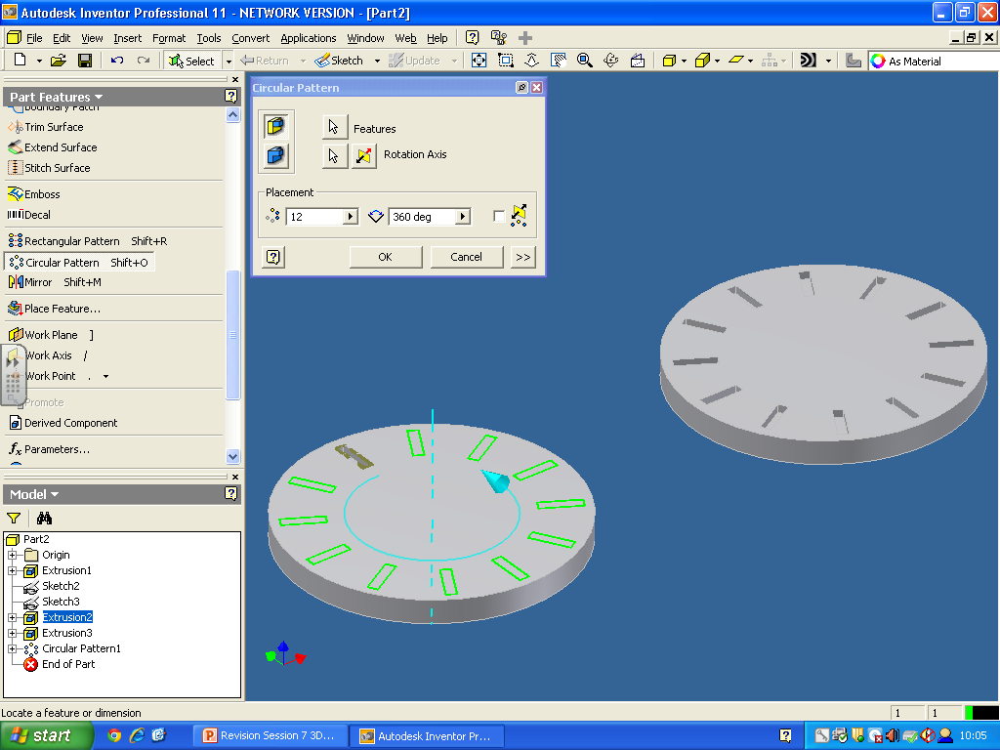 Autodesk Inventor Professional 11 - NETWORK VERSION - [Part2]
File Edit View Insert Format Tools Convert Applications Window Web Help
Select Return Sketch Update As Material
Part Features
Boundary Patch
Trim Surface
Extend Surface
Stitch Surface
Emboss
Decal
Rectangular Pattern Shift+R
Circular Pattern Shift+O
Mirror Shift+M
Place Feature...
Work Plane ]
Work Axis /
Work Point .
Promote
Derived Component
fx Parameters...
Circular Pattern
Features
Rotation Axis
Placement
12 360 deg
OK Cancel >>
Model
Part2
Origin
Extrusion1
Sketch2
Sketch3
Extrusion2
Extrusion3
Circular Pattern1
End of Part
Locate a feature or dimension 1 1
start Revision Session 7 3D... Autodesk Inventor Pr... 10:05